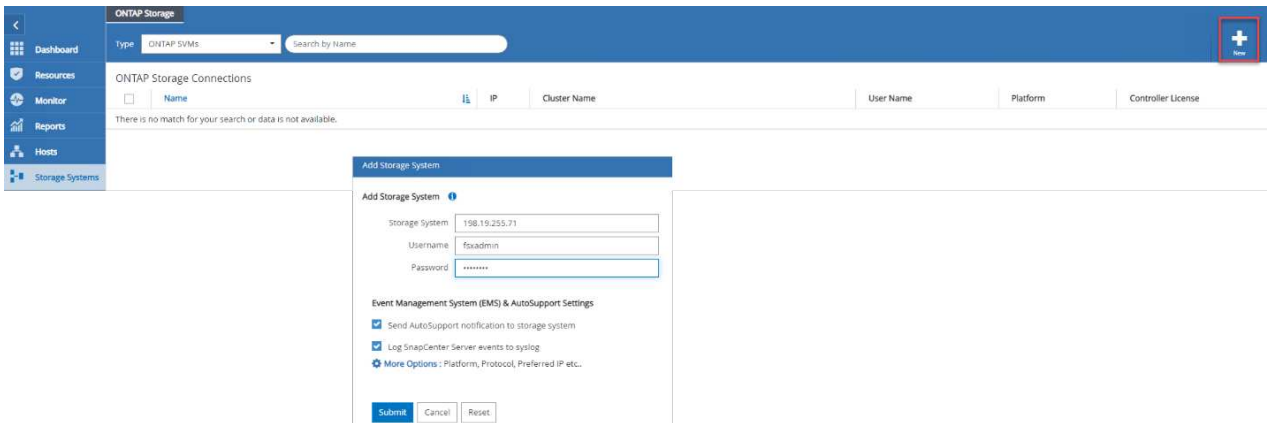 ONTAP Storage
Type ONTAP SVMs Search by Name
New
Dashboard
Resources
Monitor
Reports
Hosts
Storage Systems
ONTAP Storage Connections
Name IP Cluster Name User Name Platform Controller License
There is no match for your search or data is not available.
Add Storage System
Add Storage System
Storage System 198.19.255.71
Username fsxadmin
Password ••••••••
Event Management System (EMS) & AutoSupport Settings
Send AutoSupport notification to storage system
Log SnapCenter Server events to syslog
More Options : Platform, Protocol, Preferred IP etc..
Submit Cancel Reset